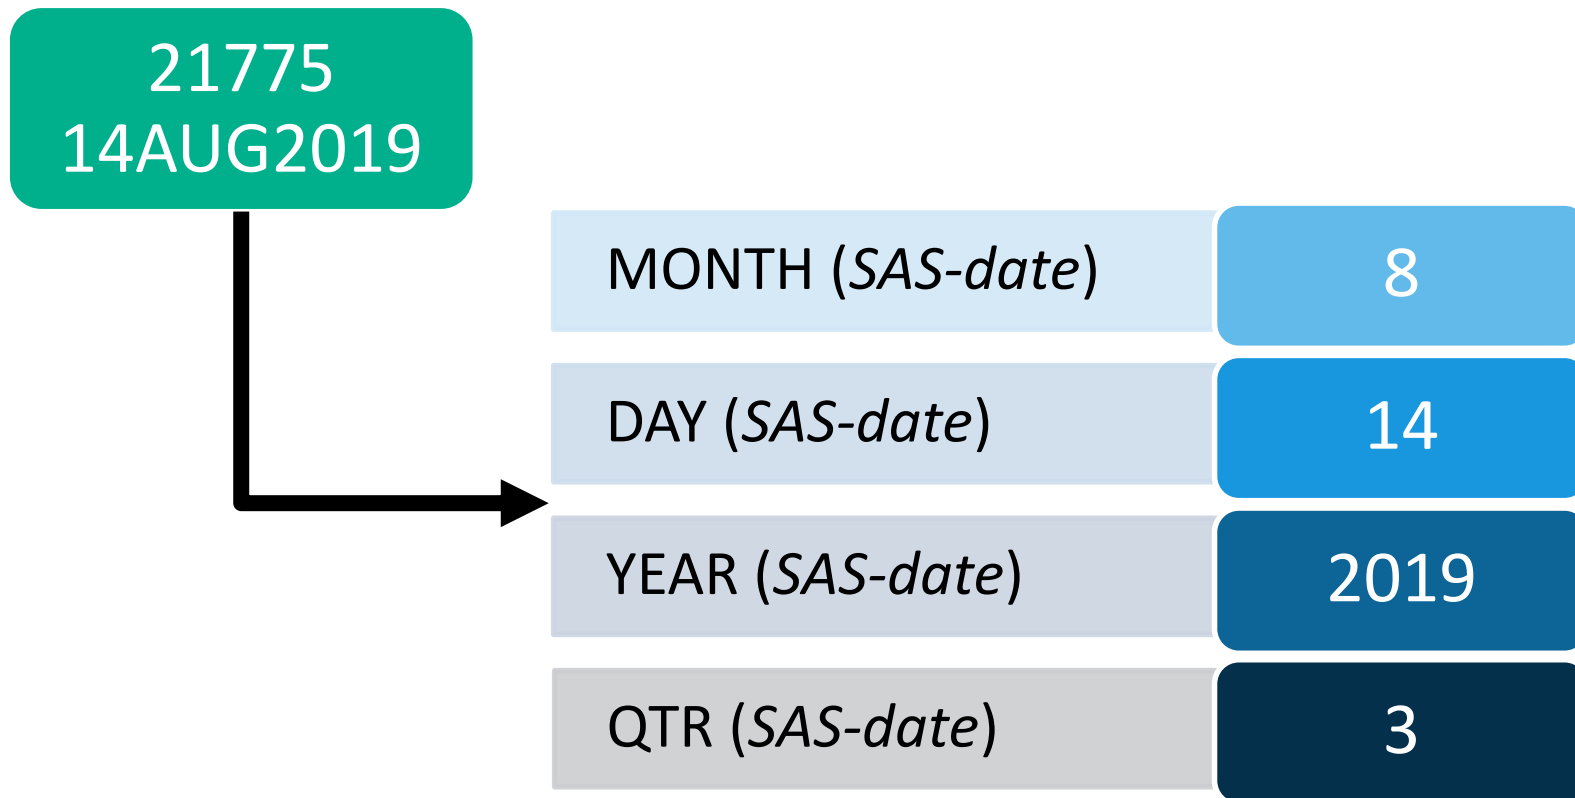 21775
14AUG2019
MONTH (SAS-date) 8
DAY (SAS-date) 14
YEAR (SAS-date) 2019
QTR (SAS-date) 3